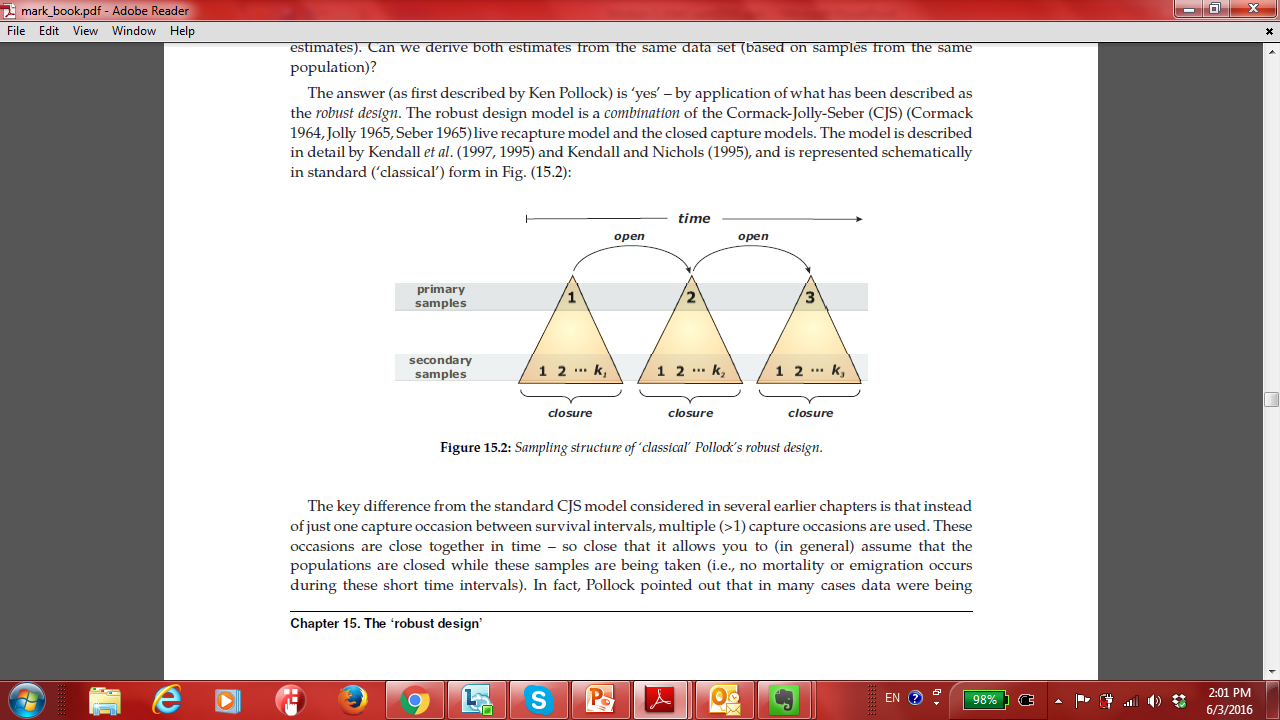 mark_book.pdf - Adobe Reader
File Edit View Window Help
estimates). Can we derive both estimates from the same data set (based on samples from the same
population)?
The answer (as first described by Ken Pollock) is ‘yes’ – by application of what has been described as
the robust design. The robust design model is a combination of the Cormack-Jolly-Seber (CJS) (Cormack
1964, Jolly 1965, Seber 1965) live recapture model and the closed capture models. The model is described
in detail by Kendall et al. (1997, 1995) and Kendall and Nichols (1995), and is represented schematically
in standard (‘classical’) form in Fig. (15.2):
time
open open
primary
samples
1 2 3
secondary
samples
1 2 ··· k₁ 1 2 ··· k₂ 1 2 ··· k₃
closure closure closure
Figure 15.2: Sampling structure of ‘classical’ Pollock’s robust design.
The key difference from the standard CJS model considered in several earlier chapters is that instead
of just one capture occasion between survival intervals, multiple (>1) capture occasions are used. These
occasions are close together in time – so close that it allows you to (in general) assume that the
populations are closed while these samples are being taken (i.e., no mortality or emigration occurs
during these short time intervals). In fact, Pollock pointed out that in many cases data were being
Chapter 15. The ‘robust design’
EN 98% 2:01 PM
6/3/2016